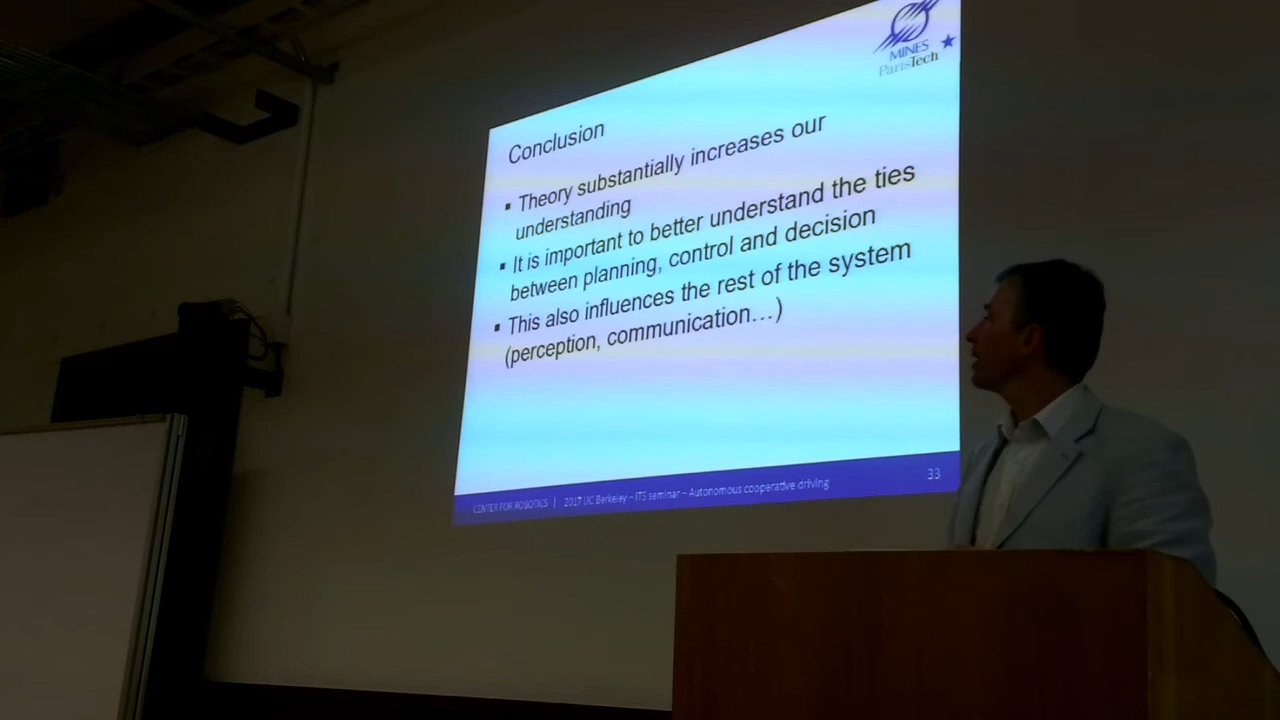 MINES
ParisTech
Conclusion
▪ Theory substantially increases our
understanding
▪ It is important to better understand the ties
between planning, control and decision
▪ This also influences the rest of the system
(perception, communication…)
CENTER FOR ROBOTICS | 2017 UC Berkeley – ITS seminar – Autonomous cooperative driving 33